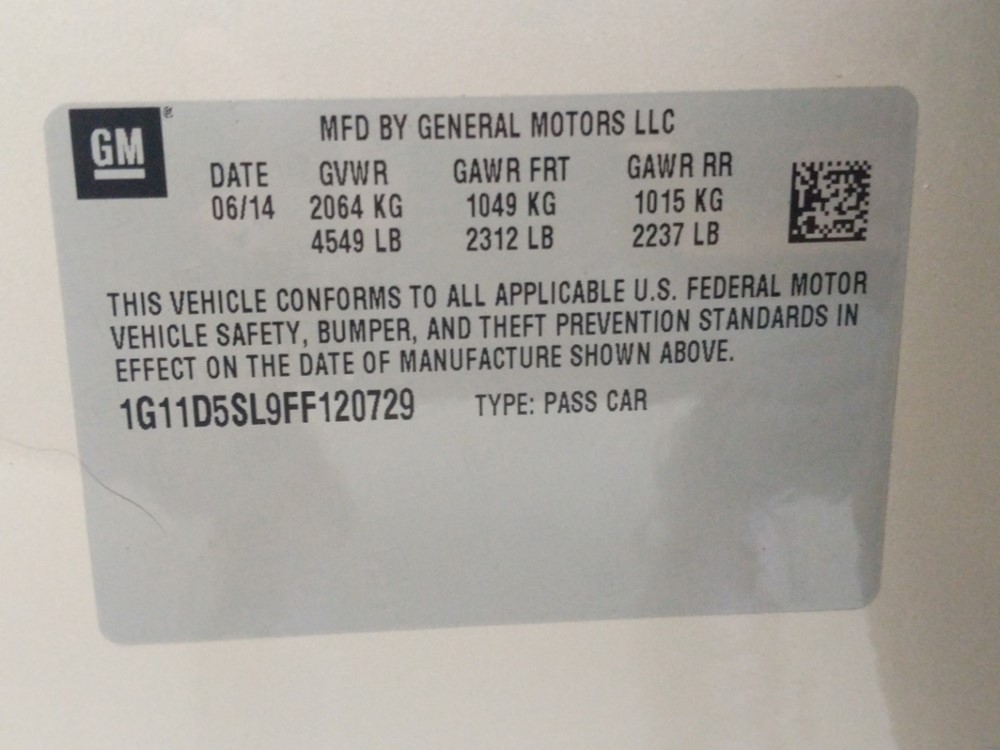 GM ®
MFD BY GENERAL MOTORS LLC
DATE GVWR GAWR FRT GAWR RR
06/14 2064 KG 1049 KG 1015 KG
4549 LB 2312 LB 2237 LB
THIS VEHICLE CONFORMS TO ALL APPLICABLE U.S. FEDERAL MOTOR
VEHICLE SAFETY, BUMPER, AND THEFT PREVENTION STANDARDS IN
EFFECT ON THE DATE OF MANUFACTURE SHOWN ABOVE.
1G11D5SL9FF120729 TYPE: PASS CAR